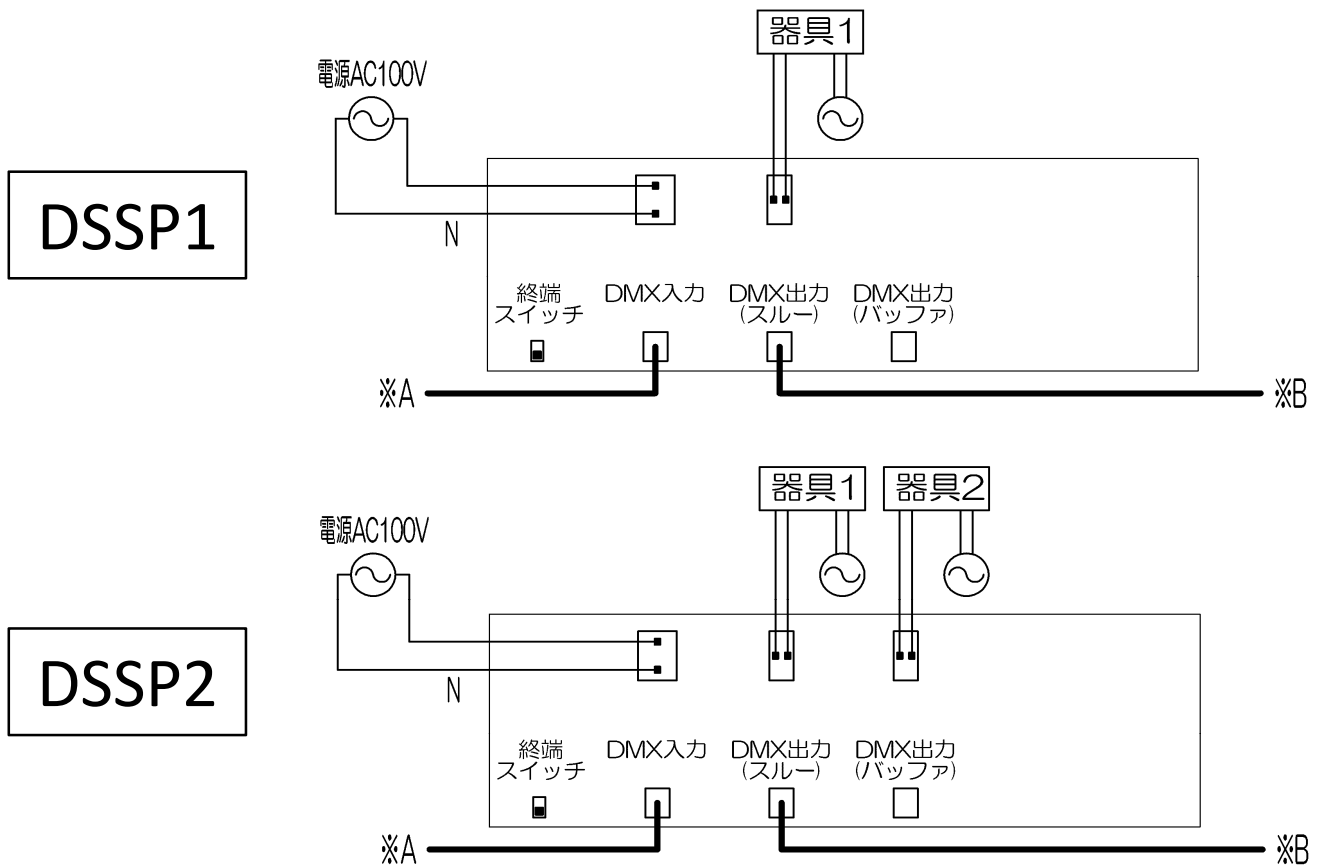 器具1
電源AC100V
DSSP1
N
終端
スイッチ
DMX入力
DMX出力
(スルー)
DMX出力
(バッファ)
※A
※B
器具1
器具2
電源AC100V
DSSP2
N
終端
スイッチ
DMX入力
DMX出力
(スルー)
DMX出力
(バッファ)
※A
※B